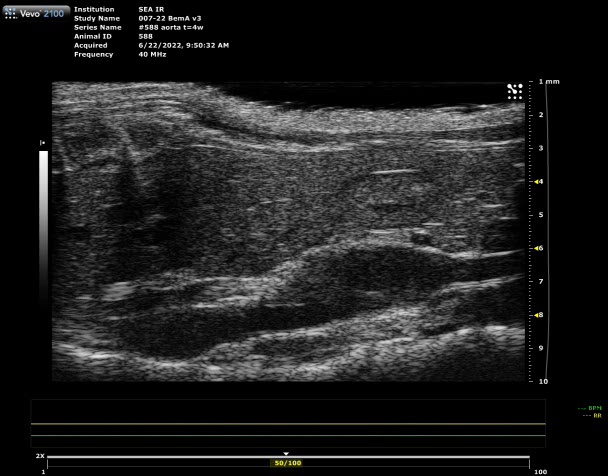 Vevo 2100
Institution SEA IR
Study Name 007-22 BemA v3
Series Name #588 aorta t=4w
Animal ID 588
Acquired 6/22/2022, 9:50:32 AM
Frequency 40 MHz
1 mm
2
3
4
5
6
7
8
9
10
--- BPM
--- RR
2X
50/100
1
100